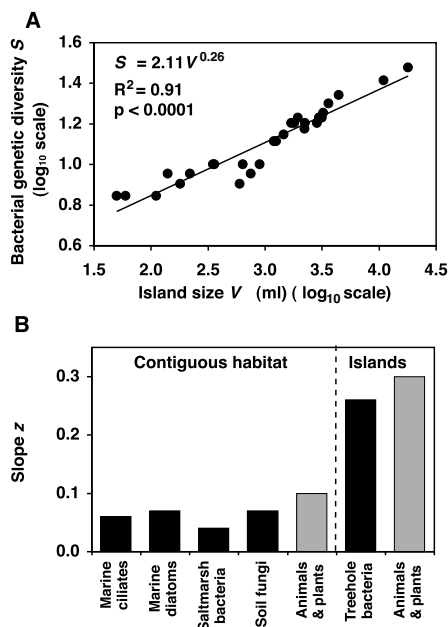 A
S = 2.11V^0.26
R² = 0.91
p < 0.0001
Bacterial genetic diversity S
(log₁₀ scale)
1.6
1.4
1.2
1.0
0.8
0.6
1.5 2.0 2.5 3.0 3.5 4.0 4.5
Island size V (ml) ( log₁₀ scale)
B
Contiguous habitat
Islands
Slope z
0.3
0.2
0.1
0.0
Marine
ciliates
Marine
diatoms
Saltmarsh
bacteria
Soil fungi
Animals
& plants
Treehole
bacteria
Animals
& plants